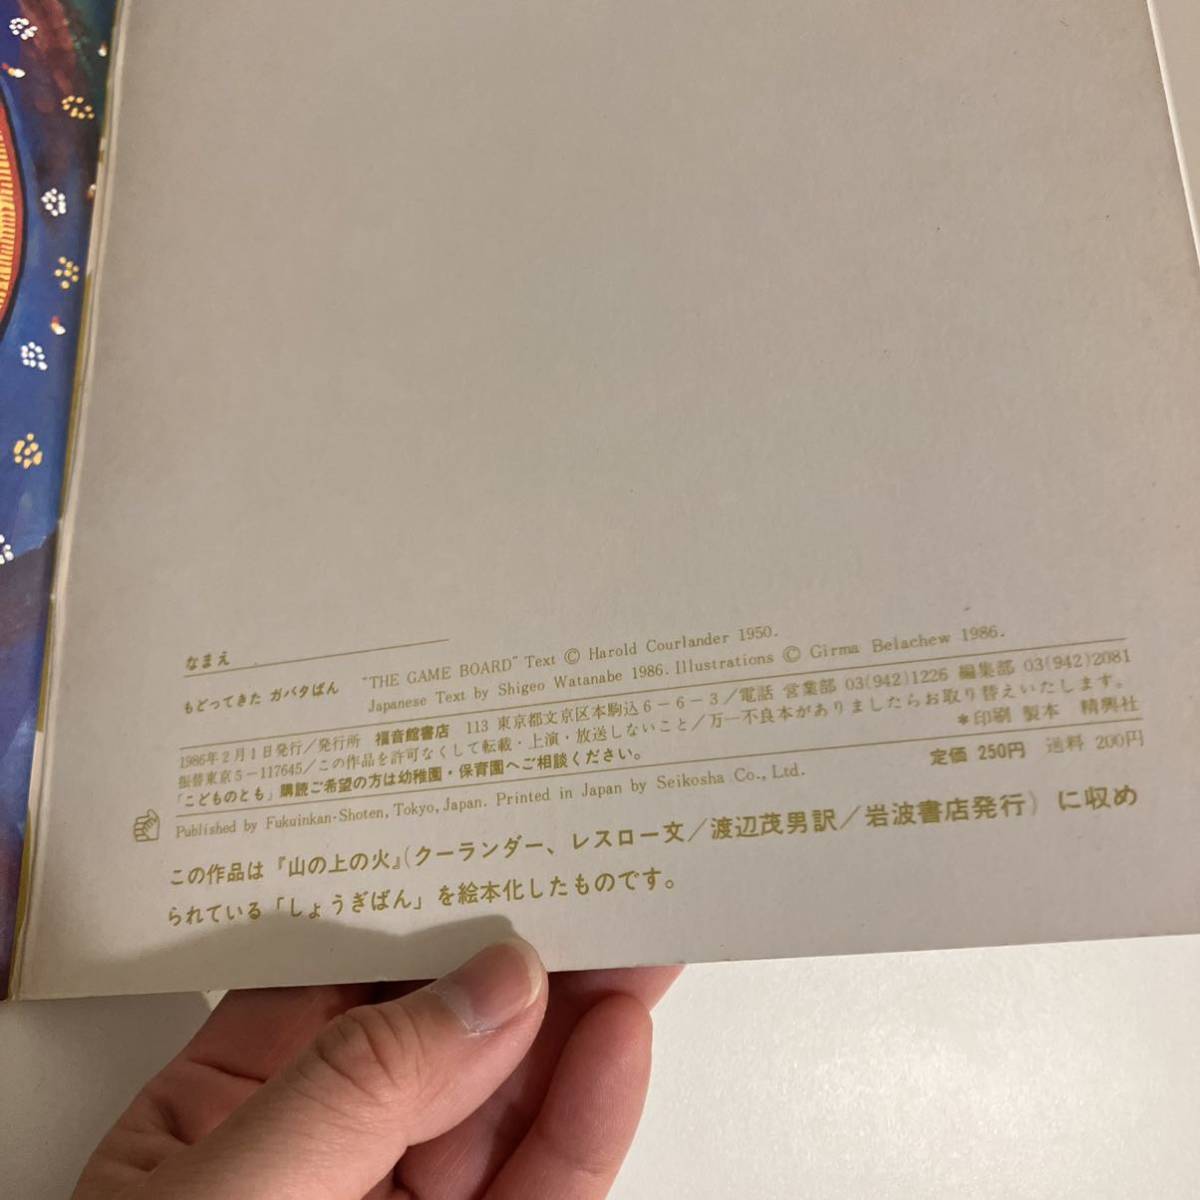 なまえ
もどってきた ガバタばん
"THE GAME BOARD" Text © Harold Courlander 1950.
Japanese Text by Shigeo Watanabe 1986. Illustrations © Girma Belachew 1986.
1986年2月1日発行／発行所 福音館書店 113 東京都文京区本駒込6-6-3／電話 営業部 03(942)1226 編集部 03(942)2081
振替東京5-117645／この作品を許可なくして転載・上演・放送しないこと／万一不良本がありましたらお取り替えいたします。
「こどものとも」購読ご希望の方は幼稚園・保育園へご相談ください。 *印刷 製本 精興社
Published by Fukuinkan-Shoten, Tokyo, Japan. Printed in Japan by Seikosha Co., Ltd. 定価 250円 送料 200円
この作品は『山の上の火』(クーランダー、レスロー文／渡辺茂男訳／岩波書店発行)に収め
られている「しょうぎばん」を絵本化したものです。